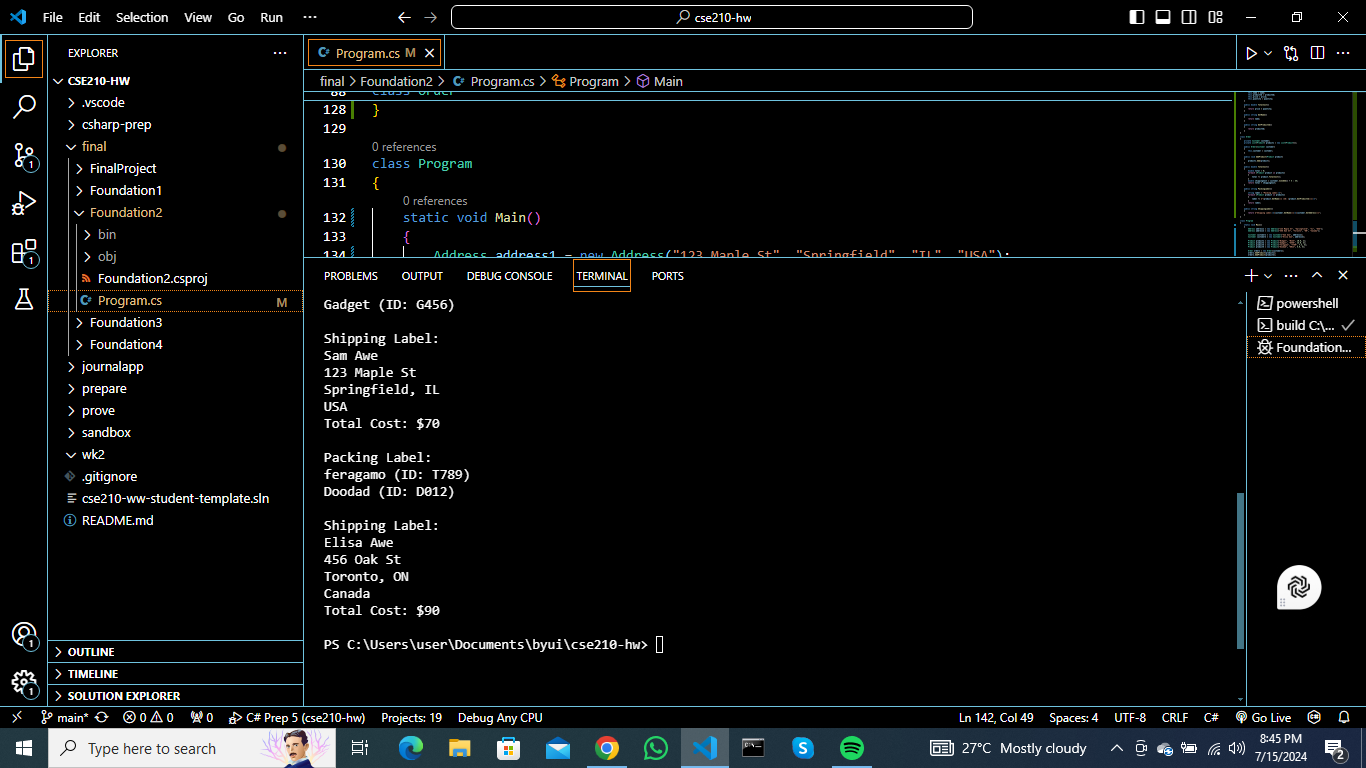 File Edit Selection View Go Run ···
cse210-hw
EXPLORER ···
CSE210-HW
.vscode
csharp-prep
final
FinalProject
Foundation1
Foundation2
bin
obj
Foundation2.csproj
Program.cs M
Foundation3
Foundation4
journalapp
prepare
prove
sandbox
wk2
.gitignore
cse210-ww-student-template.sln
README.md
OUTLINE
TIMELINE
SOLUTION EXPLORER
1
1
1
1
Program.cs M
final > Foundation2 > Program.cs > Program > Main
88 class Order
128 }
129
0 references
130 class Program
131 {
0 references
132 static void Main()
133 {
134 Address address1 = new Address("123 Maple St", "Springfield", "IL", "USA");
PROBLEMS OUTPUT DEBUG CONSOLE TERMINAL PORTS
Gadget (ID: G456)
Shipping Label:
Sam Awe
123 Maple St
Springfield, IL
USA
Total Cost: $70
Packing Label:
feragamo (ID: T789)
Doodad (ID: D012)
Shipping Label:
Elisa Awe
456 Oak St
Toronto, ON
Canada
Total Cost: $90
PS C:\Users\user\Documents\byui\cse210-hw>
powershell
build C:\...
Foundation...
main* 0 0 0 C# Prep 5 (cse210-hw) Projects: 19 Debug Any CPU
Ln 142, Col 49 Spaces: 4 UTF-8 CRLF C# Go Live
Type here to search
27°C Mostly cloudy
8:45 PM
7/15/2024
2